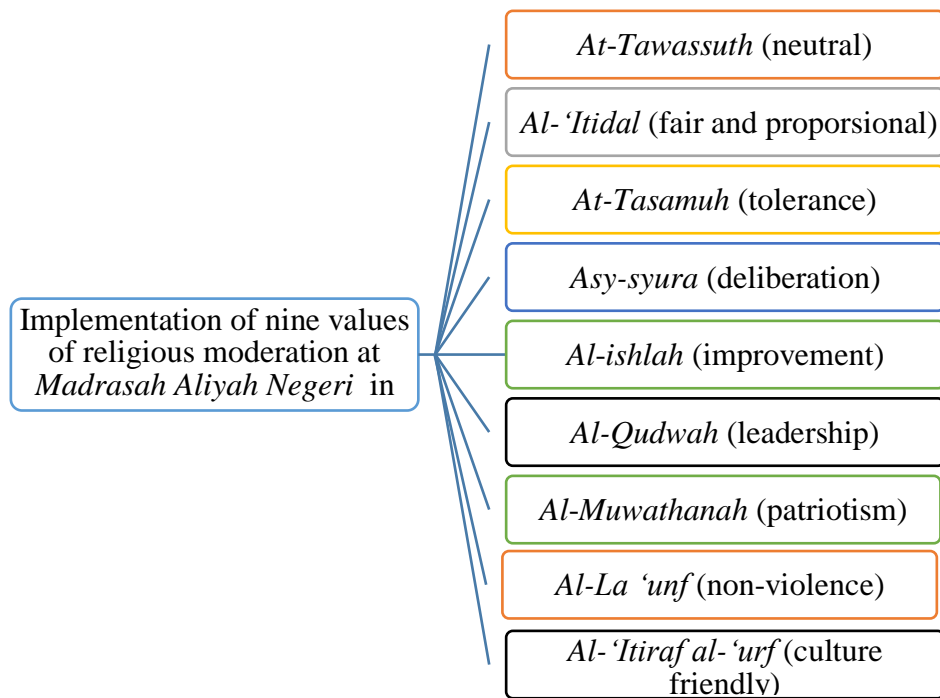 Implementation of nine values
of religious moderation at
Madrasah Aliyah Negeri in
At-Tawassuth (neutral)
Al-‘Itidal (fair and proporsional)
At-Tasamuh (tolerance)
Asy-syura (deliberation)
Al-ishlah (improvement)
Al-Qudwah (leadership)
Al-Muwathanah (patriotism)
Al-La ‘unf (non-violence)
Al-‘Itiraf al-‘urf (culture
friendly)